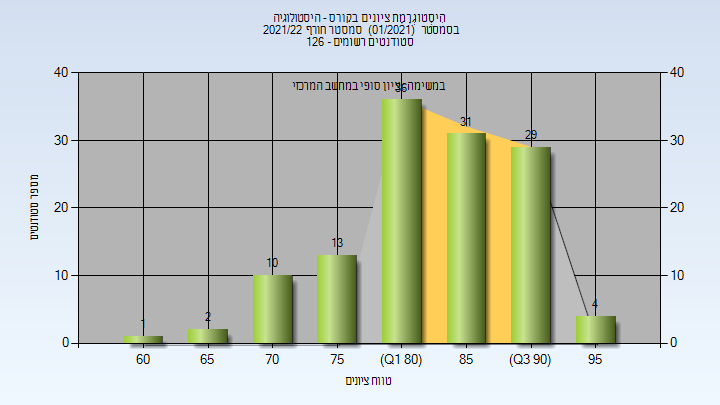 היסטוגרמת ציונים בקורס - היסטולוגיה
בסמסטר (01/2021) סמסטר חורף 2021/22
סטודנטים רשומים - 126
במשימה: ציון סופי במחשב המרכזי
מספר סטודנטים
40 40
30 30
20 20
10 10
0 0
1 2 10 13 36 31 29 4
60 65 70 75 (Q1 80) 85 (Q3 90) 95
טווח ציונים